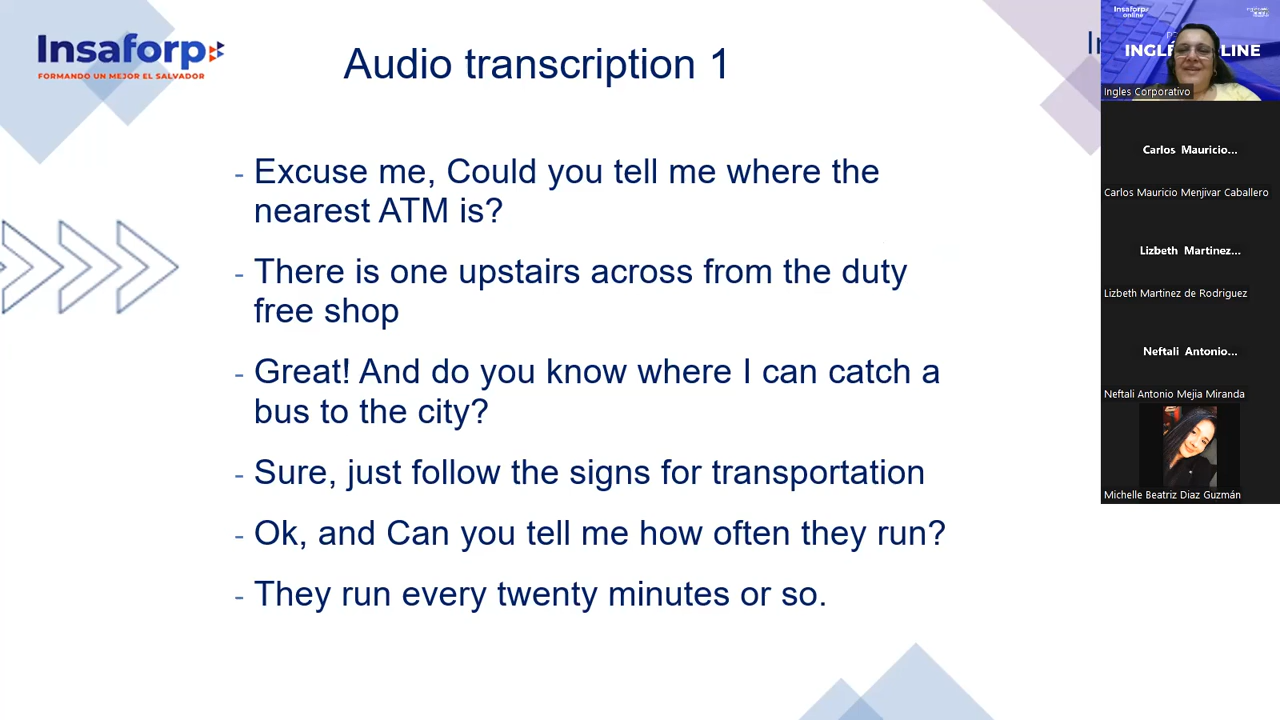 Insaforp
FORMANDO UN MEJOR EL SALVADOR
Audio transcription 1
- Excuse me, Could you tell me where the
nearest ATM is?
- There is one upstairs across from the duty
free shop
- Great! And do you know where I can catch a
bus to the city?
- Sure, just follow the signs for transportation
- Ok, and Can you tell me how often they run?
- They run every twenty minutes or so.
Insaforp
online
Ingles Corporativo
Carlos Mauricio...
Carlos Mauricio Menjivar Caballero
Lizbeth Martinez...
Lizbeth Martinez de Rodriguez
Neftali Antonio...
Neftali Antonio Mejia Miranda
Michelle Beatriz Diaz Guzmán